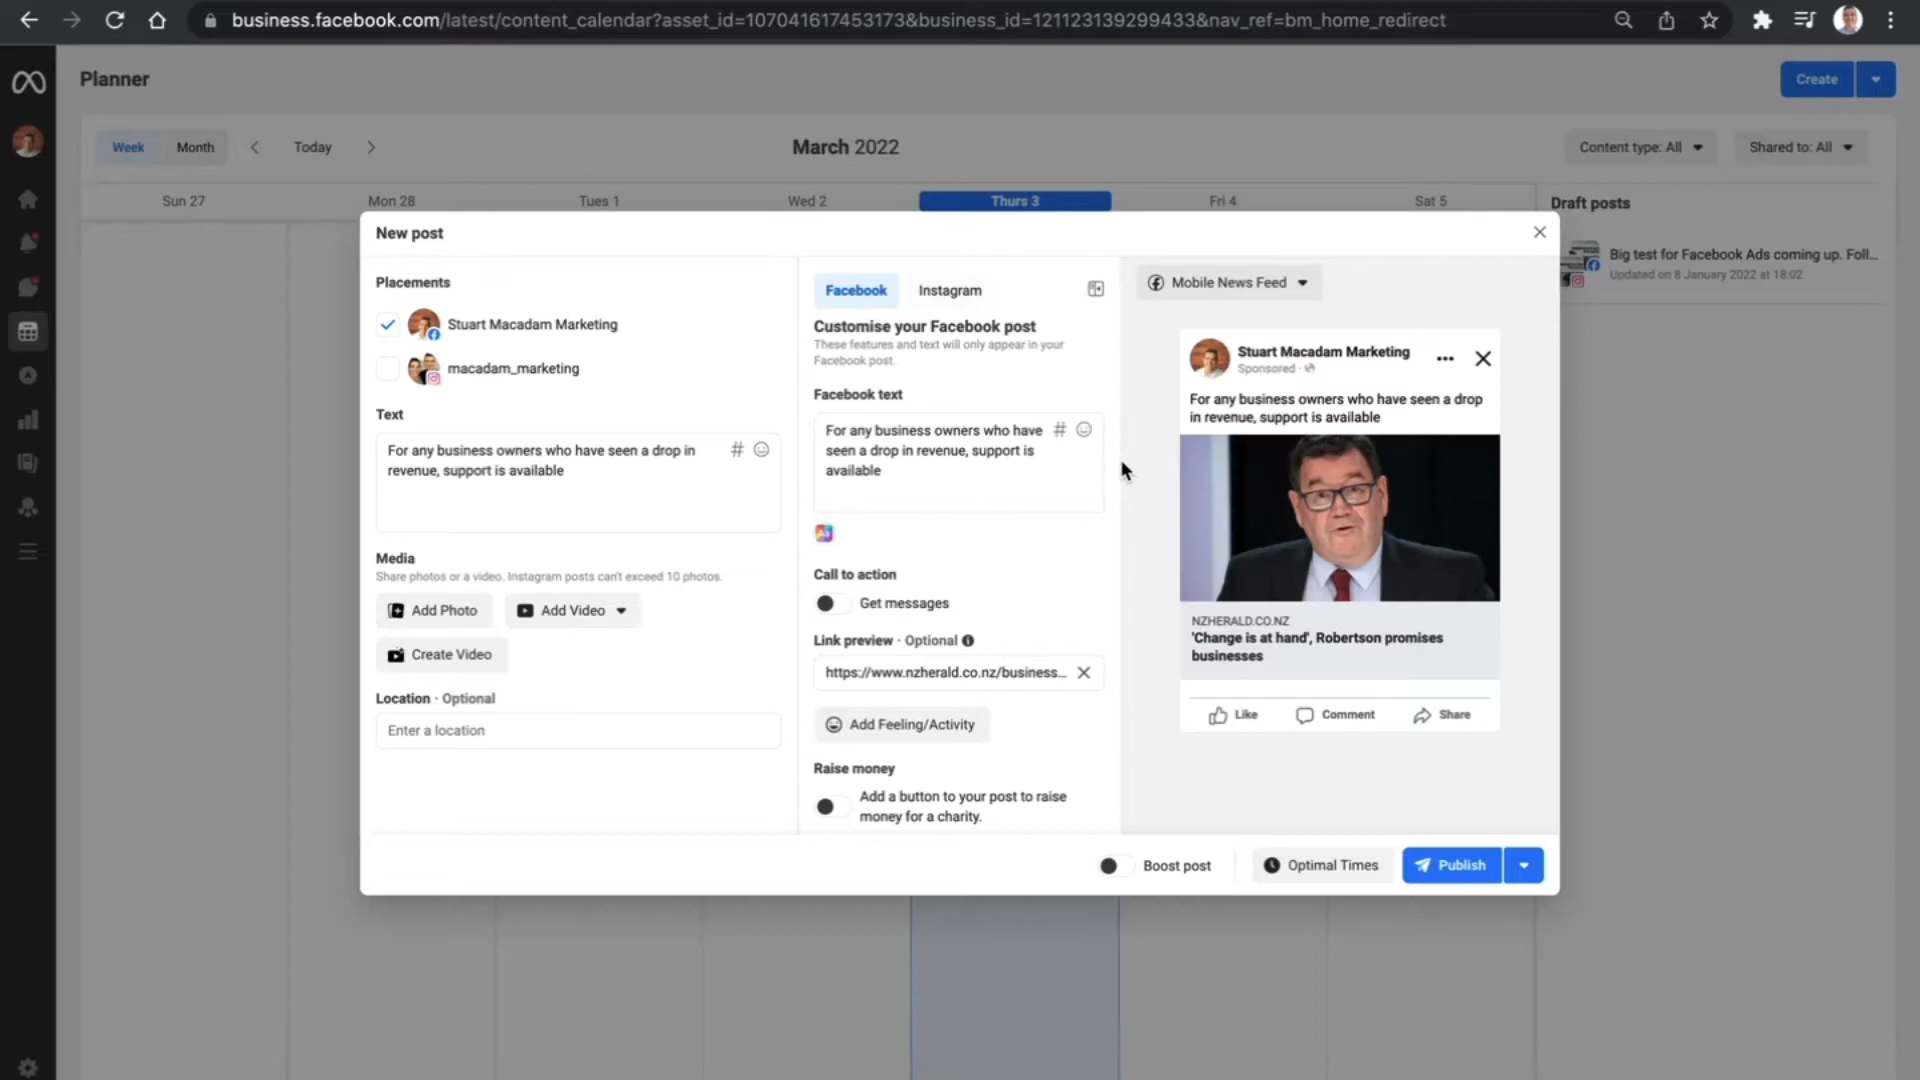 business.facebook.com/latest/content_calendar?asset_id=107041617453173&business_id=121123139299433&nav_ref=bm_home_redirect
Planner
Create
Week
Month
Today
March 2022
Content type: All
Shared to: All
Sun 27
Mon 28
Tues 1
Wed 2
Thurs 3
Fri 4
Sat 5
Draft posts
Big test for Facebook Ads coming up. Foll...
Updated on 8 January 2022 at 18:02
New post
Placements
Stuart Macadam Marketing
macadam_marketing
Text
For any business owners who have seen a drop in
revenue, support is available
Media
Share photos or a video. Instagram posts can't exceed 10 photos.
Add Photo
Add Video
Create Video
Location · Optional
Enter a location
Facebook
Instagram
Customise your Facebook post
These features and text will only appear in your
Facebook post.
Facebook text
For any business owners who have
seen a drop in revenue, support is
available
Call to action
Get messages
Link preview · Optional
https://www.nzherald.co.nz/business...
Add Feeling/Activity
Raise money
Add a button to your post to raise
money for a charity.
Mobile News Feed
Stuart Macadam Marketing
Sponsored ·
For any business owners who have seen a drop
in revenue, support is available
NZHERALD.CO.NZ
'Change is at hand', Robertson promises
businesses
Like
Comment
Share
Boost post
Optimal Times
Publish